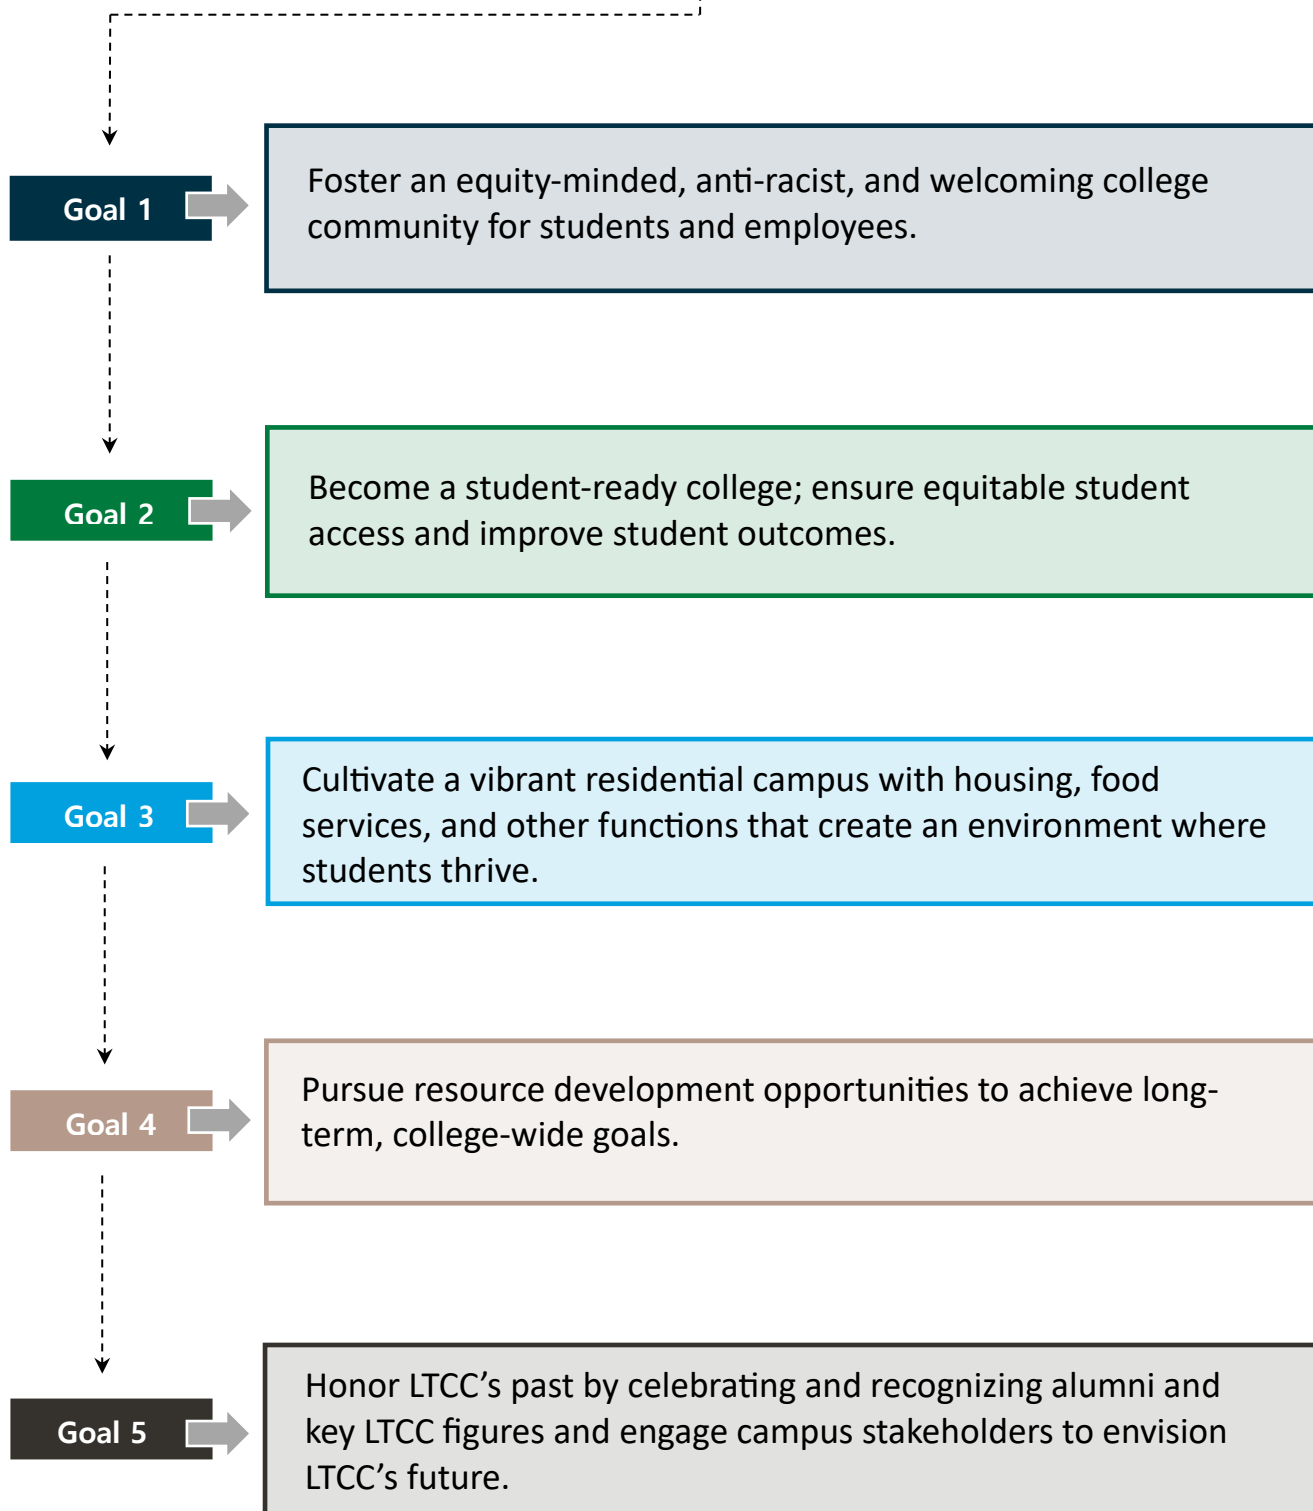 Goal 1
Foster an equity-minded, anti-racist, and welcoming college
community for students and employees.
Goal 2
Become a student-ready college; ensure equitable student
access and improve student outcomes.
Goal 3
Cultivate a vibrant residential campus with housing, food
services, and other functions that create an environment where
students thrive.
Goal 4
Pursue resource development opportunities to achieve long-
term, college-wide goals.
Goal 5
Honor LTCC’s past by celebrating and recognizing alumni and
key LTCC figures and engage campus stakeholders to envision
LTCC’s future.